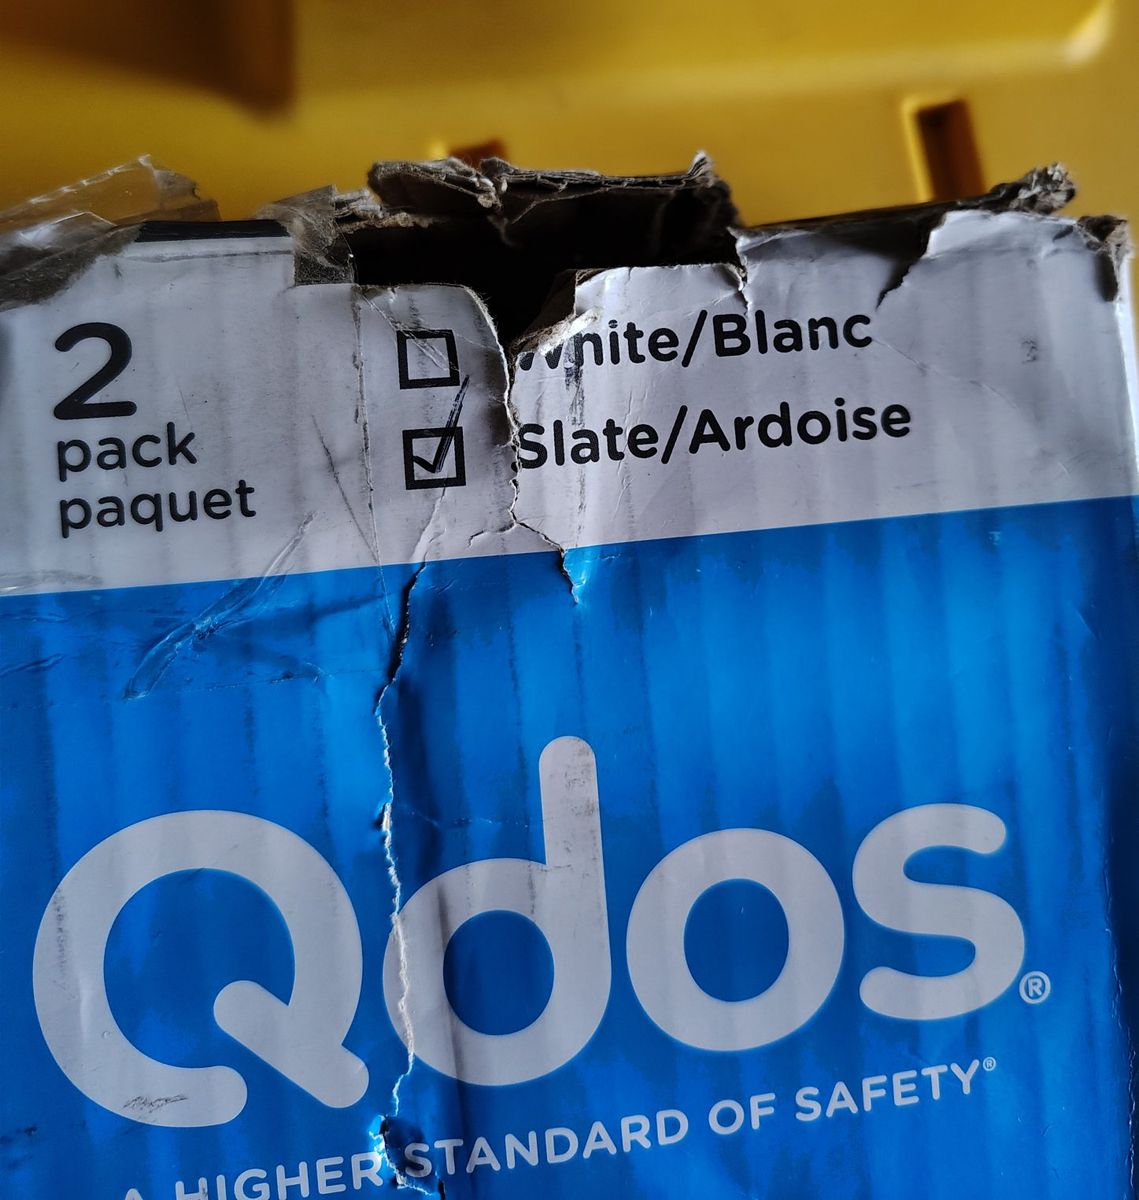 2
pack
paquet
White/Blanc
Slate/Ardoise
Qdos®
A HIGHER STANDARD OF SAFETY®